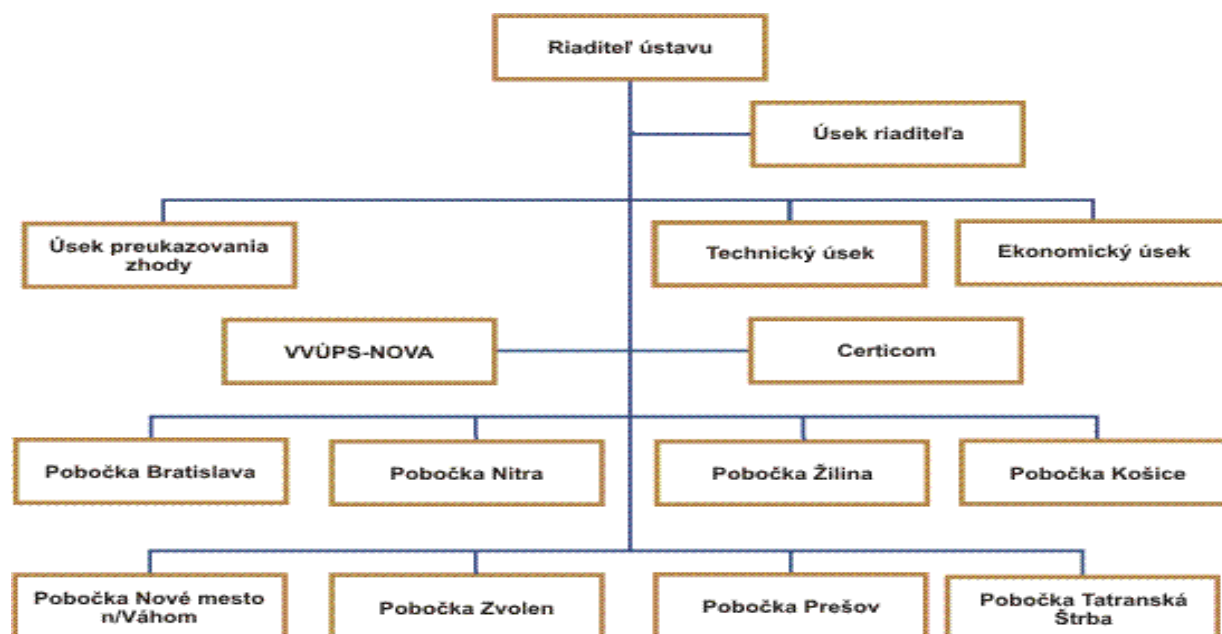 Riaditeľ ústavu
Úsek riaditeľa
Úsek preukazovania
zhody
Technický úsek
Ekonomický úsek
VVÚPS-NOVA
Certicom
Pobočka Bratislava
Pobočka Nitra
Pobočka Žilina
Pobočka Košice
Pobočka Nové mesto
n/Váhom
Pobočka Zvolen
Pobočka Prešov
Pobočka Tatranská
Štrba